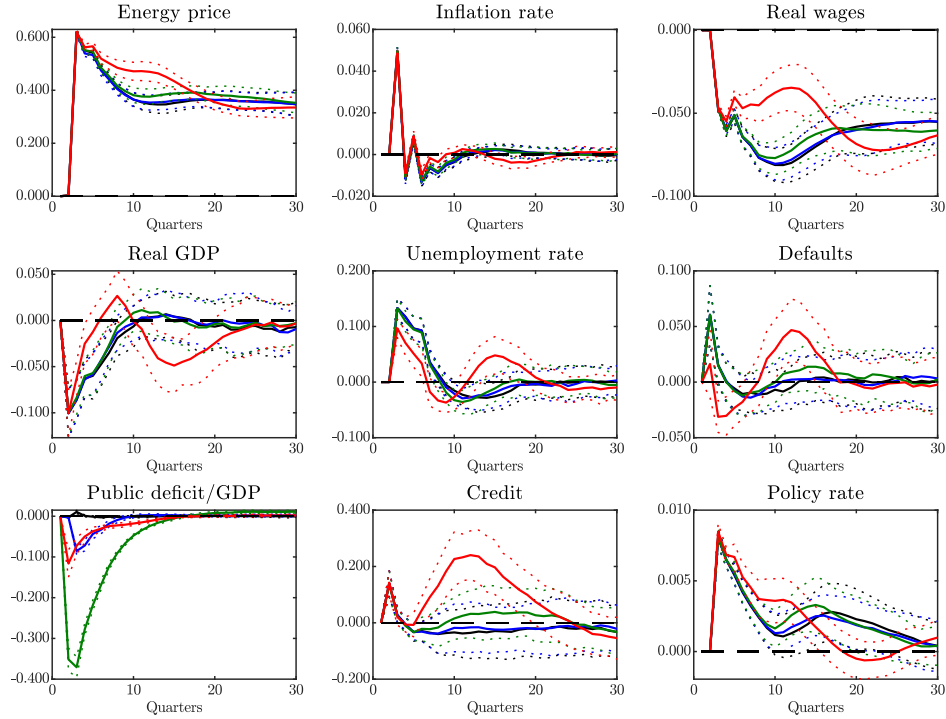 Energy price
0.600
0.400
0.200
0.000
0 10 20 30
Quarters
Inflation rate
0.060
0.040
0.020
0.000
-0.020
0 10 20 30
Quarters
Real wages
0.000
-0.050
-0.100
0 10 20 30
Quarters
Real GDP
0.050
0.000
-0.050
-0.100
0 10 20 30
Quarters
Unemployment rate
0.200
0.100
0.000
-0.100
0 10 20 30
Quarters
Defaults
0.100
0.050
0.000
-0.050
0 10 20 30
Quarters
Public deficit/GDP
0.000
-0.100
-0.200
-0.300
-0.400
0 10 20 30
Quarters
Credit
0.400
0.200
0.000
-0.200
0 10 20 30
Quarters
Policy rate
0.010
0.005
0.000
0 10 20 30
Quarters